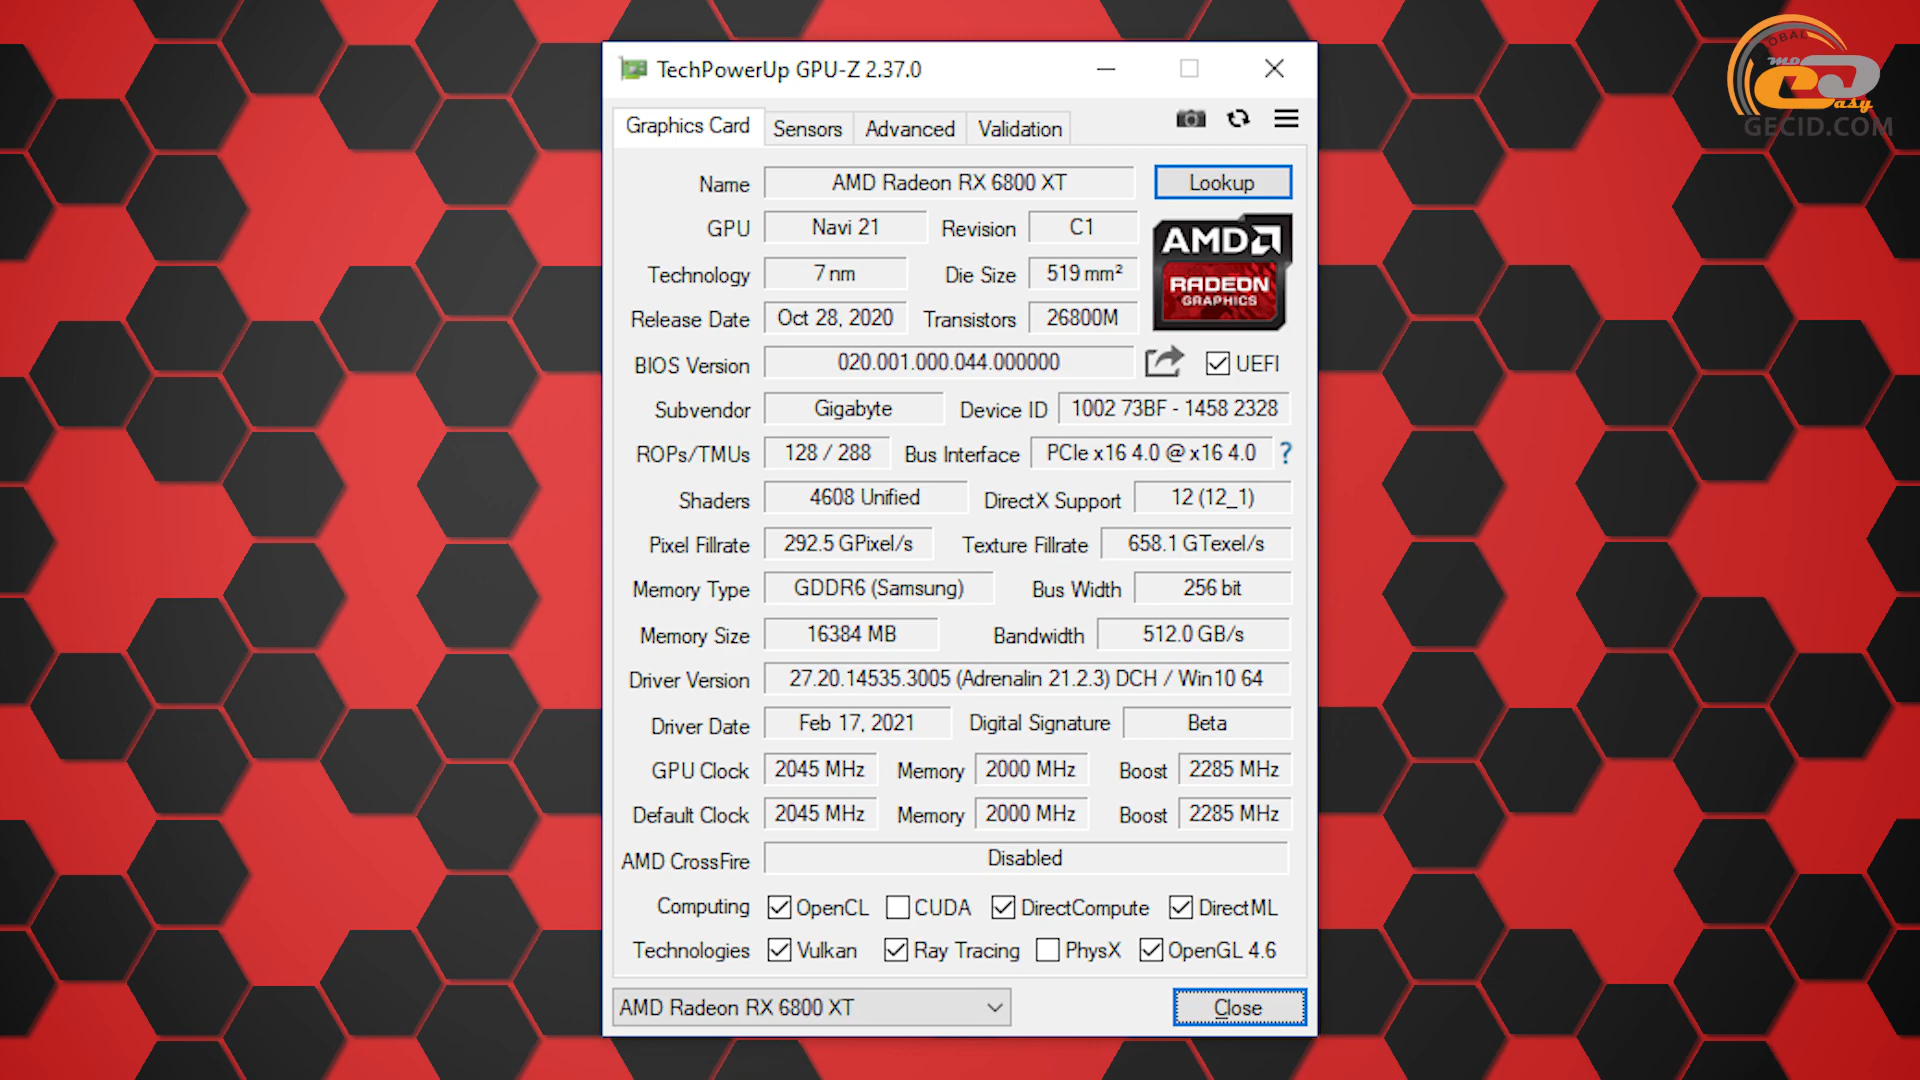 TechPowerUp GPU-Z 2.37.0
Graphics Card Sensors Advanced Validation
Name AMD Radeon RX 6800 XT Lookup
GPU Navi 21 Revision C1
Technology 7 nm Die Size 519 mm²
Release Date Oct 28, 2020 Transistors 26800M
AMD
RADEON
GRAPHICS
BIOS Version 020.001.000.044.000000 UEFI
Subvendor Gigabyte Device ID 1002 73BF - 1458 2328
ROPs/TMUs 128 / 288 Bus Interface PCIe x16 4.0 @ x16 4.0 ?
Shaders 4608 Unified DirectX Support 12 (12_1)
Pixel Fillrate 292.5 GPixel/s Texture Fillrate 658.1 GTexel/s
Memory Type GDDR6 (Samsung) Bus Width 256 bit
Memory Size 16384 MB Bandwidth 512.0 GB/s
Driver Version 27.20.14535.3005 (Adrenalin 21.2.3) DCH / Win10 64
Driver Date Feb 17, 2021 Digital Signature Beta
GPU Clock 2045 MHz Memory 2000 MHz Boost 2285 MHz
Default Clock 2045 MHz Memory 2000 MHz Boost 2285 MHz
AMD CrossFire Disabled
Computing OpenCL CUDA DirectCompute DirectML
Technologies Vulkan Ray Tracing PhysX OpenGL 4.6
AMD Radeon RX 6800 XT Close
GECID.COM